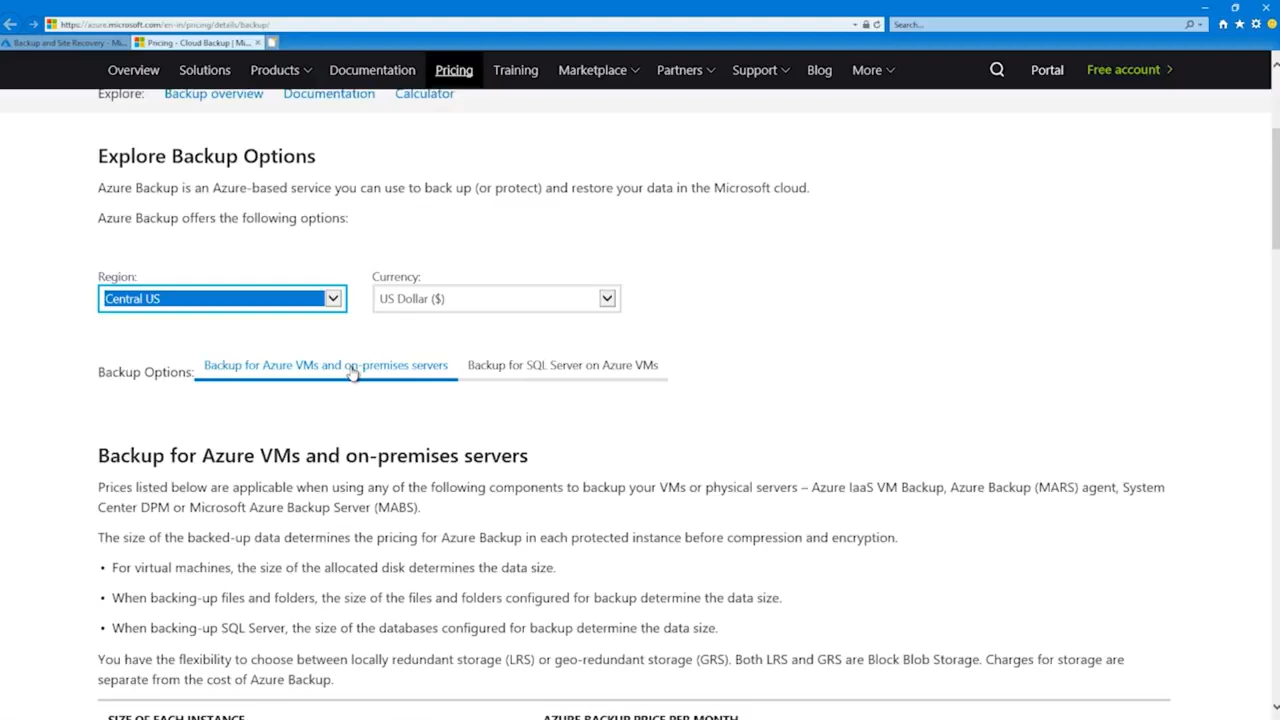 https://azure.microsoft.com/en-in/pricing/details/backup/
Search...
Backup and Site Recovery - Mi...
Pricing - Cloud Backup | Mi...
Overview Solutions Products Documentation Pricing Training Marketplace Partners Support Blog More Portal Free account
Explore: Backup overview Documentation Calculator
Explore Backup Options
Azure Backup is an Azure-based service you can use to back up (or protect) and restore your data in the Microsoft cloud.
Azure Backup offers the following options:
Region: Currency:
Central US US Dollar ($)
Backup Options: Backup for Azure VMs and on-premises servers Backup for SQL Server on Azure VMs
Backup for Azure VMs and on-premises servers
Prices listed below are applicable when using any of the following components to backup your VMs or physical servers – Azure IaaS VM Backup, Azure Backup (MARS) agent, System
Center DPM or Microsoft Azure Backup Server (MABS).
The size of the backed-up data determines the pricing for Azure Backup in each protected instance before compression and encryption.
• For virtual machines, the size of the allocated disk determines the data size.
• When backing-up files and folders, the size of the files and folders configured for backup determine the data size.
• When backing-up SQL Server, the size of the databases configured for backup determine the data size.
You have the flexibility to choose between locally redundant storage (LRS) or geo-redundant storage (GRS). Both LRS and GRS are Block Blob Storage. Charges for storage are
separate from the cost of Azure Backup.
SIZE OF EACH INSTANCE AZURE BACKUP PRICE PER MONTH